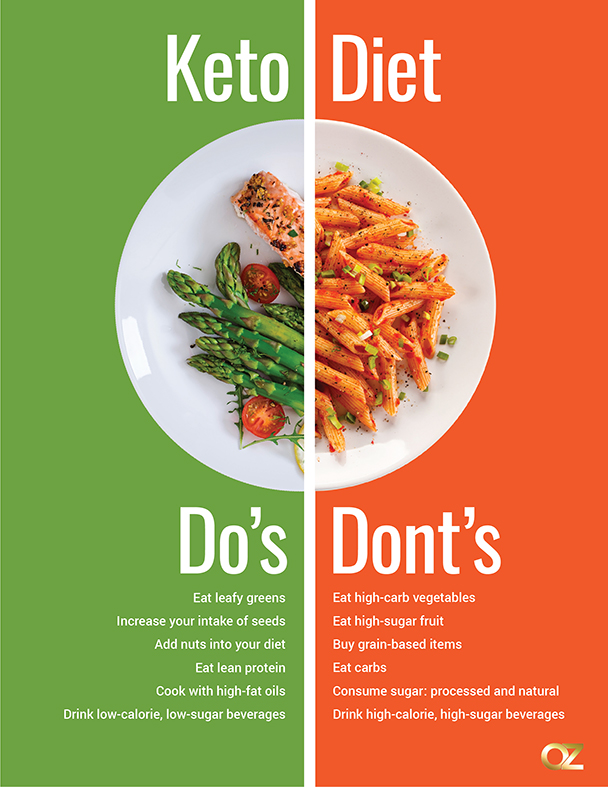 Keto Diet
Do's
Eat leafy greens
Increase your intake of seeds
Add nuts into your diet
Eat lean protein
Cook with high-fat oils
Drink low-calorie, low-sugar beverages
Dont's
Eat high-carb vegetables
Eat high-sugar fruit
Buy grain-based items
Eat carbs
Consume sugar: processed and natural
Drink high-calorie, high-sugar beverages
OZ